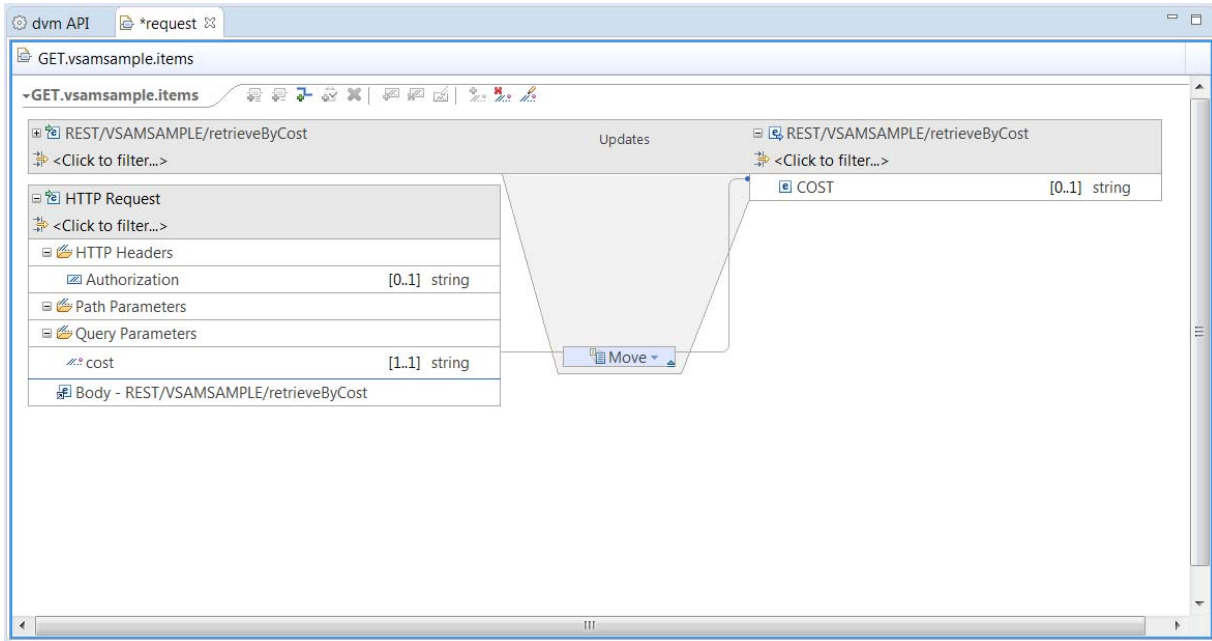 dvm API *request
GET.vsamsample.items
GET.vsamsample.items
REST/VSAMSAMPLE/retrieveByCost Updates REST/VSAMSAMPLE/retrieveByCost
<Click to filter...> <Click to filter...>
COST [0..1] string
HTTP Request
<Click to filter...>
HTTP Headers
Authorization [0..1] string
Path Parameters
Query Parameters
Move
cost [1..1] string
Body - REST/VSAMSAMPLE/retrieveByCost